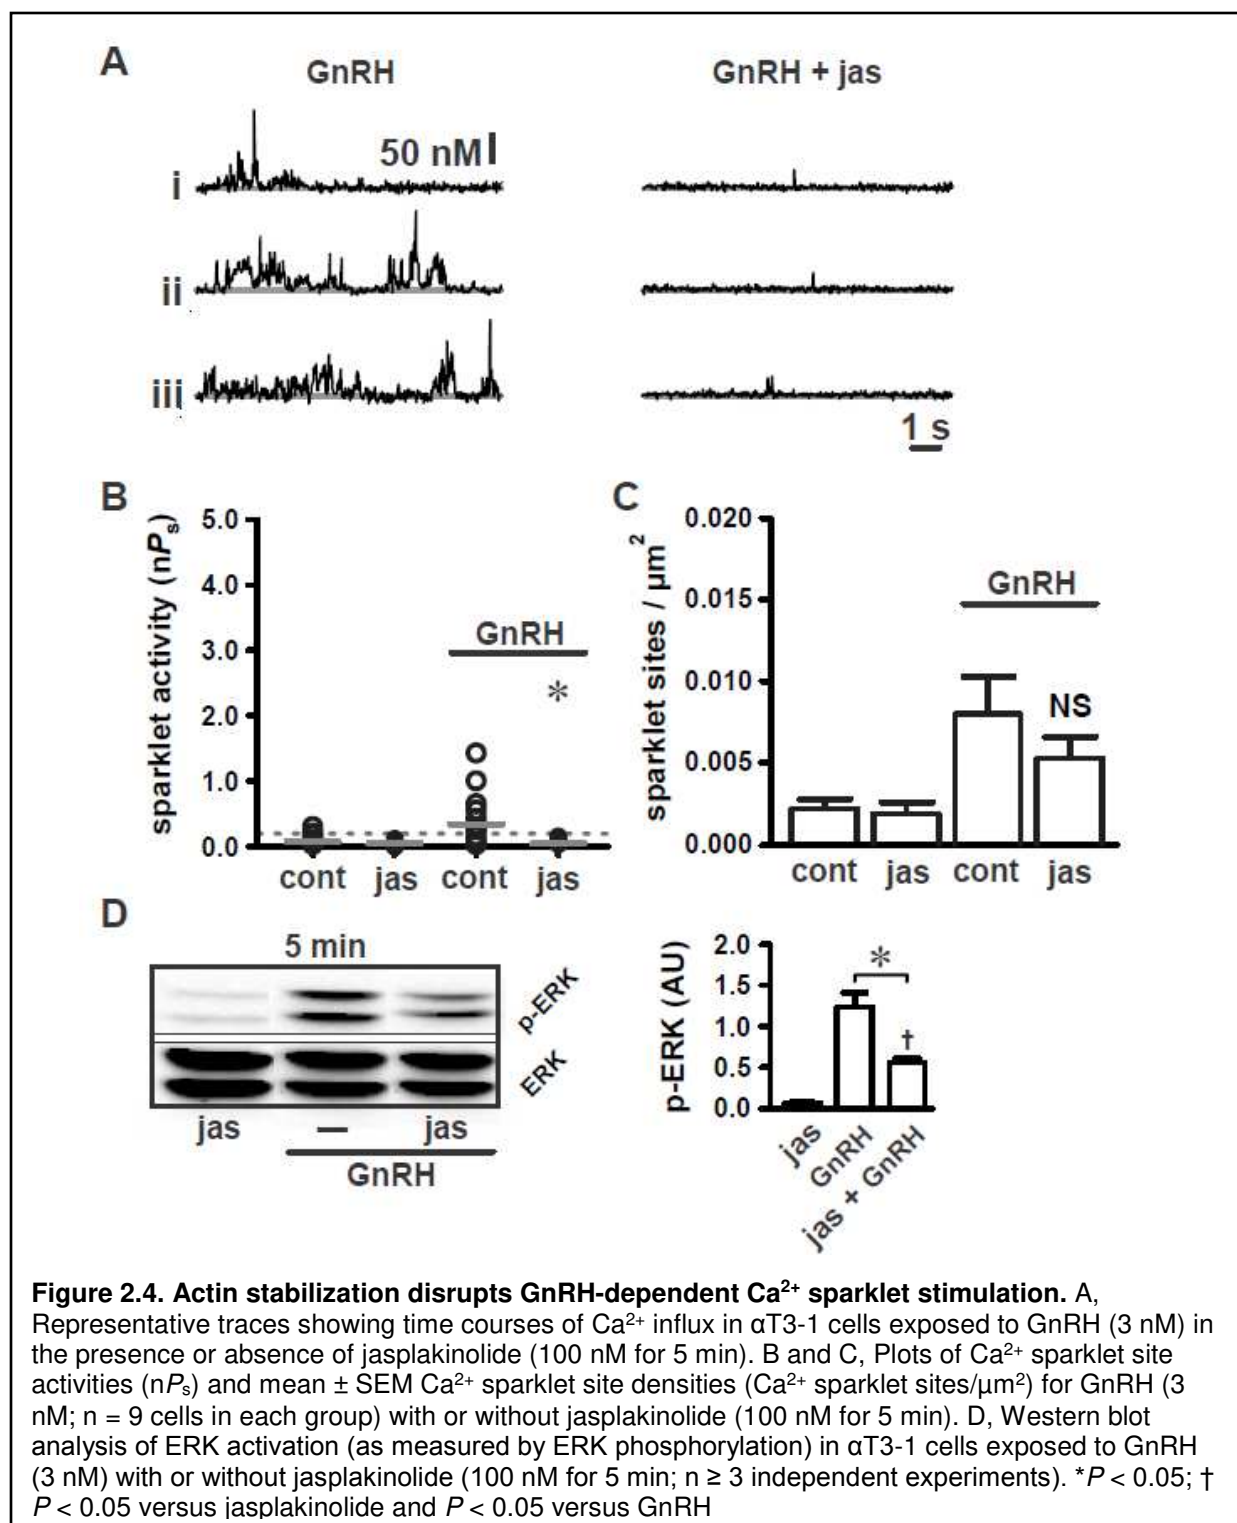 A
GnRH
GnRH + jas
50 nM
i
ii
iii
1 s
B
sparklet activity (nPs)
5.0
4.0
3.0
2.0
1.0
0.0
GnRH
*
cont
jas
cont
jas
C
sparklet sites / µm2
0.020
0.015
0.010
0.005
0.000
GnRH
NS
cont
jas
cont
jas
D
5 min
p-ERK
ERK
jas
–
jas
GnRH
p-ERK (AU)
2.0
1.5
1.0
0.5
0.0
*
†
jas
GnRH
jas + GnRH
Figure 2.4. Actin stabilization disrupts GnRH-dependent Ca2+ sparklet stimulation. A,
Representative traces showing time courses of Ca2+ influx in αT3-1 cells exposed to GnRH (3 nM) in
the presence or absence of jasplakinolide (100 nM for 5 min). B and C, Plots of Ca2+ sparklet site
activities (nPs) and mean ± SEM Ca2+ sparklet site densities (Ca2+ sparklet sites/µm2) for GnRH (3
nM; n = 9 cells in each group) with or without jasplakinolide (100 nM for 5 min). D, Western blot
analysis of ERK activation (as measured by ERK phosphorylation) in αT3-1 cells exposed to GnRH
(3 nM) with or without jasplakinolide (100 nM for 5 min; n ≥ 3 independent experiments). *P < 0.05; †
P < 0.05 versus jasplakinolide and P < 0.05 versus GnRH